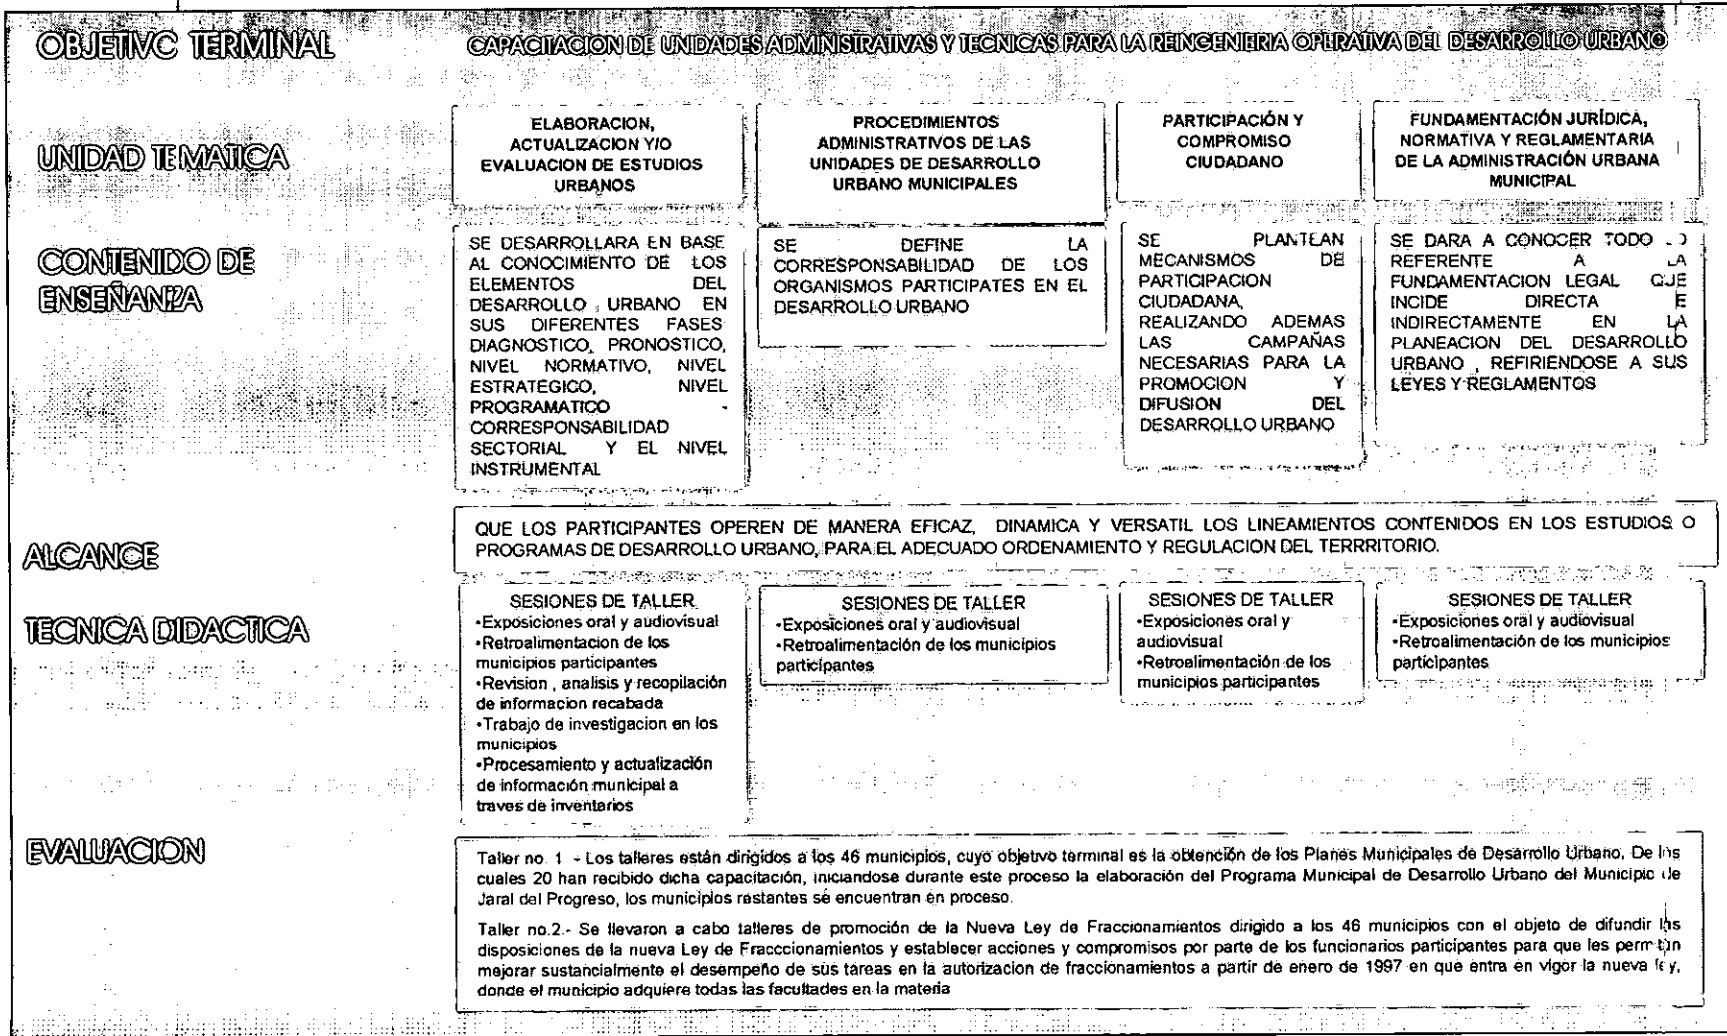 OBJETIVC TERMINAL
CAPACITACION DE UNIDADES ADMINISTRATIVAS Y TECNICAS PARA LA REINGENIERIA OPERATIVA DEL DESARROLLO URBANO
UNIDAD TEMATICA
ELABORACION,
ACTUALIZACION Y/O
EVALUACION DE ESTUDIOS
URBANOS
PROCEDIMIENTOS
ADMINISTRATIVOS DE LAS
UNIDADES DE DESARROLLO
URBANO MUNICIPALES
PARTICIPACIÓN Y
COMPROMISO
CIUDADANO
FUNDAMENTACIÓN JURÍDICA,
NORMATIVA Y REGLAMENTARIA
DE LA ADMINISTRACIÓN URBANA
MUNICIPAL
CONTENIDO DE
ENSEÑANZA
SE DESARROLLARA EN BASE
AL CONOCIMIENTO DE LOS
ELEMENTOS DEL
DESARROLLO URBANO EN
SUS DIFERENTES FASES
DIAGNOSTICO, PRONOSTICO,
NIVEL NORMATIVO, NIVEL
ESTRATEGICO, NIVEL
PROGRAMATICO -
CORRESPONSABILIDAD
SECTORIAL Y EL NIVEL
INSTRUMENTAL
SE DEFINE LA
CORRESPONSABILIDAD DE LOS
ORGANISMOS PARTICIPATES EN EL
DESARROLLO URBANO
SE PLANTEAN
MECANISMOS DE
PARTICIPACION
CIUDADANA,
REALIZANDO ADEMAS
LAS CAMPAÑAS
NECESARIAS PARA LA
PROMOCION Y
DIFUSION DEL
DESARROLLO URBANO
SE DARA A CONOCER TODO LO
REFERENTE A LA
FUNDAMENTACION LEGAL QUE
INCIDE DIRECTA E
INDIRECTAMENTE EN LA
PLANEACION DEL DESARROLLO
URBANO , REFIRIENDOSE A SUS
LEYES Y REGLAMENTOS
ALCANCE
QUE LOS PARTICIPANTES OPEREN DE MANERA EFICAZ, DINAMICA Y VERSATIL LOS LINEAMIENTOS CONTENIDOS EN LOS ESTUDIOS O
PROGRAMAS DE DESARROLLO URBANO, PARA EL ADECUADO ORDENAMIENTO Y REGULACION DEL TERRRITORIO.
TECNICA DIDACTICA
SESIONES DE TALLER
•Exposiciones oral y audiovisual
•Retroalimentacion de los
municipios participantes
•Revision , analisis y recopilación
de informacion recabada
•Trabajo de investigacion en los
municipios
•Procesamiento y actualización
de información municipal a
traves de inventarios
SESIONES DE TALLER
•Exposiciones oral y audiovisual
•Retroalimentación de los municipios
participantes
SESIONES DE TALLER
•Exposiciones oral y
audiovisual
•Retroalimentación de los
municipios participantes
SESIONES DE TALLER
•Exposiciones oral y audiovisual
•Retroalimentación de los municipios
participantes
EVALUACION
Taller no. 1 - Los talleres están dirigidos a los 46 municipios, cuyo objetivo terminal es la obtención de los Planes Municipales de Desarrollo Urbano. De los
cuales 20 han recibido dicha capacitación, iniciandose durante este proceso la elaboración del Programa Municipal de Desarrollo Urbano del Municipio de
Jaral del Progreso, los municipios restantes se encuentran en proceso.
Taller no.2.- Se llevaron a cabo talleres de promoción de la Nueva Ley de Fraccionamientos dirigido a los 46 municipios con el objeto de difundir las
disposiciones de la nueva Ley de Fracccionamientos y establecer acciones y compromisos por parte de los funcionarios participantes para que les permitan
mejorar sustancialmente el desempeño de sus tareas en la autorizacion de fraccionamientos a partir de enero de 1997 en que entra en vigor la nueva ley,
donde el municipio adquiere todas las facultades en la materia